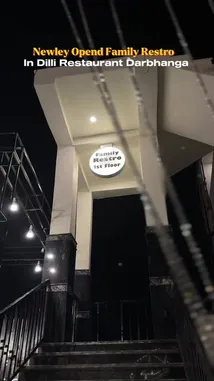 Newley Opend Family Restro
In Dilli Restaurant Darbhanga
Family
Restro
1st Floor